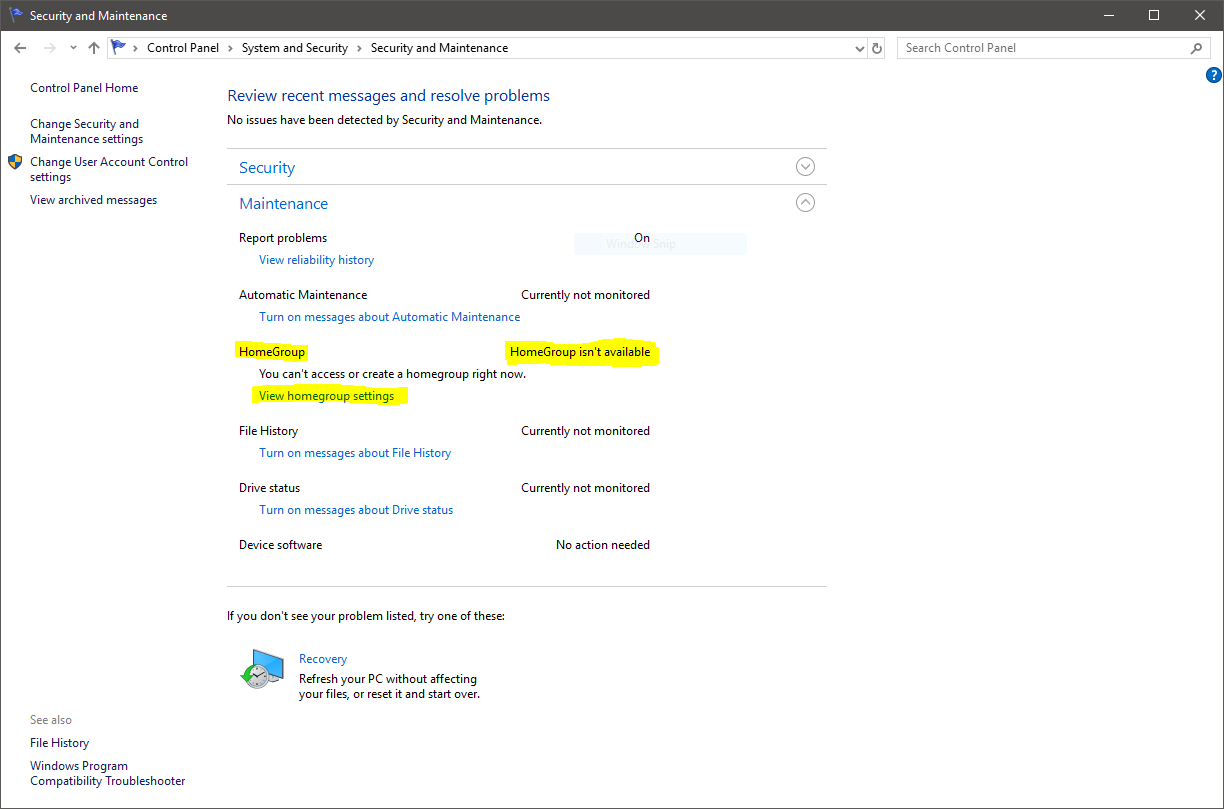 Security and Maintenance
Control Panel > System and Security > Security and Maintenance
Search Control Panel
?
Control Panel Home
Change Security and
Maintenance settings
Change User Account Control
settings
View archived messages
Review recent messages and resolve problems
No issues have been detected by Security and Maintenance.
Security
Maintenance
Report problems On
Window Snip
View reliability history
Automatic Maintenance Currently not monitored
Turn on messages about Automatic Maintenance
HomeGroup HomeGroup isn't available
You can't access or create a homegroup right now.
View homegroup settings
File History Currently not monitored
Turn on messages about File History
Drive status Currently not monitored
Turn on messages about Drive status
Device software No action needed
If you don't see your problem listed, try one of these:
Recovery
Refresh your PC without affecting
your files, or reset it and start over.
See also
File History
Windows Program
Compatibility Troubleshooter